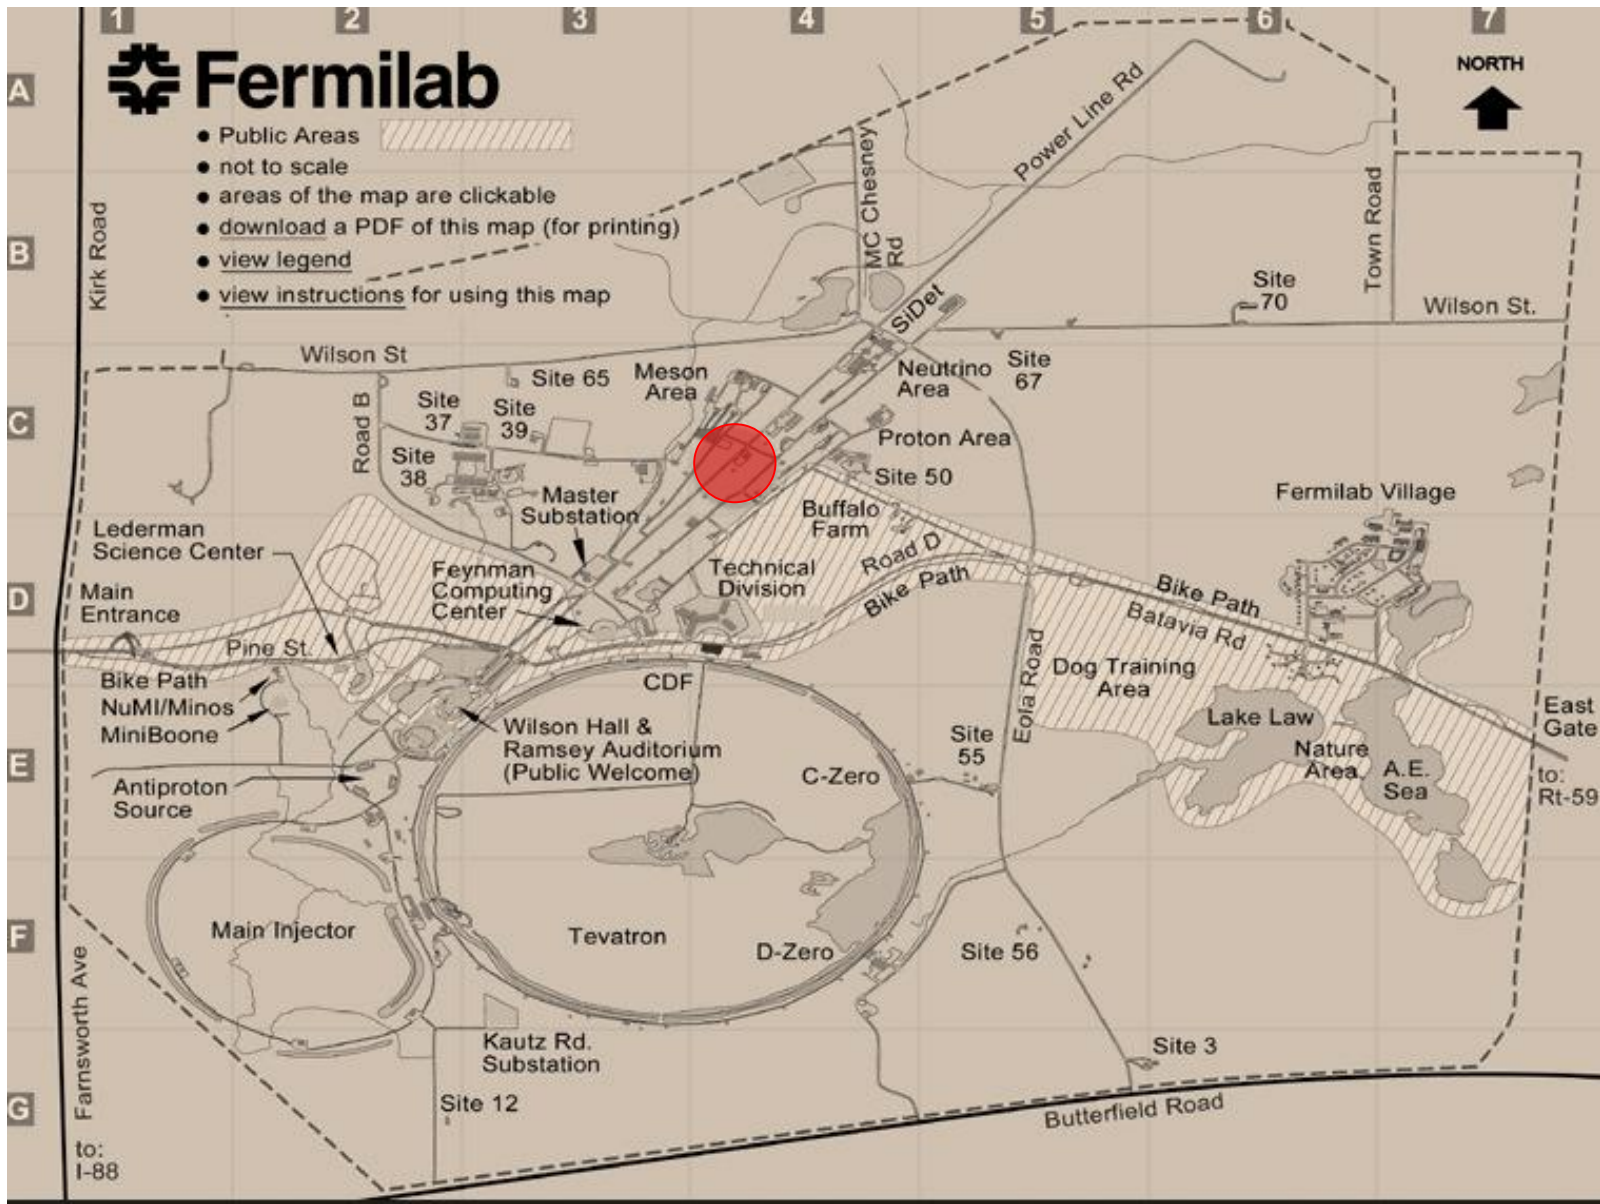 1 2 3 4 5 6 7
A
B
C
D
E
F
G
Fermilab
NORTH
• Public Areas
• not to scale
• areas of the map are clickable
• download a PDF of this map (for printing)
• view legend
• view instructions for using this map
Kirk Road
MC Chesney
Rd
Power Line Rd
Town Road
Site
70
Wilson St.
SiDet
Wilson St
Site 65
Meson
Area
Neutrino
Area
Site
67
Road B
Site
37
Site
39
Site
38
Proton Area
Site 50
Master
Substation
Buffalo
Farm
Fermilab Village
Lederman
Science Center
Road D
Bike Path
Feynman
Computing
Center
Technical
Division
Main
Entrance
Bike Path
Batavia Rd
Pine St.
Eola Road
Dog Training
Area
Bike Path
NuMI/Minos
MiniBoone
CDF
Wilson Hall &
Ramsey Auditorium
(Public Welcome)
Lake Law
East
Gate
Site
55
Nature
Area
A.E.
Sea
to:
Rt-59
C-Zero
Antiproton
Source
Main Injector
Tevatron
D-Zero
Site 56
Farnsworth Ave
Kautz Rd.
Substation
Site 3
Site 12
Butterfield Road
to:
I-88